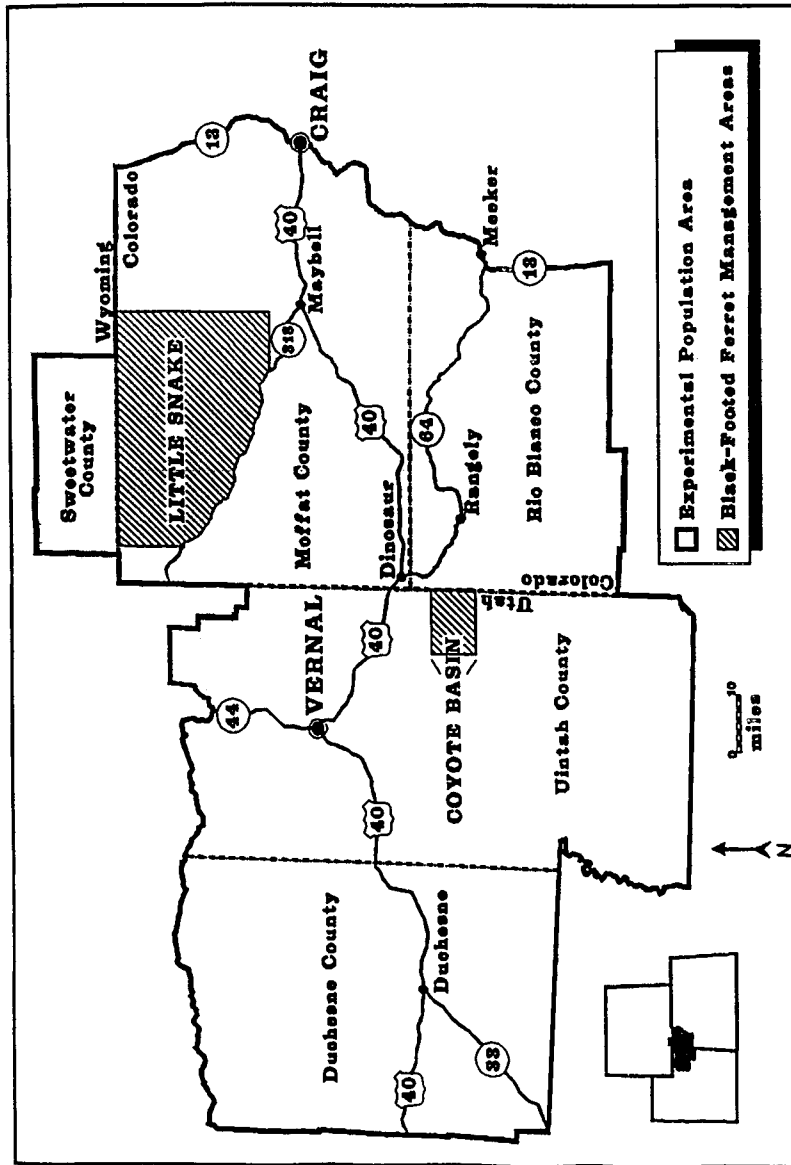 Sweetwater
County
Wyoming
Colorado
13
LITTLE SNAKE
318
40
CRAIG
Maybell
Moffat County
40
Dinosaur
64
Meeker
Rangely
13
Rio Blanco County
Colorado
Utah
44
VERNAL
40
40
COYOTE BASIN
Uintah County
Duchesne County
Duchesne
40
33
0 10
miles
N
Experimental Population Area
Black-Footed Ferret Management Areas